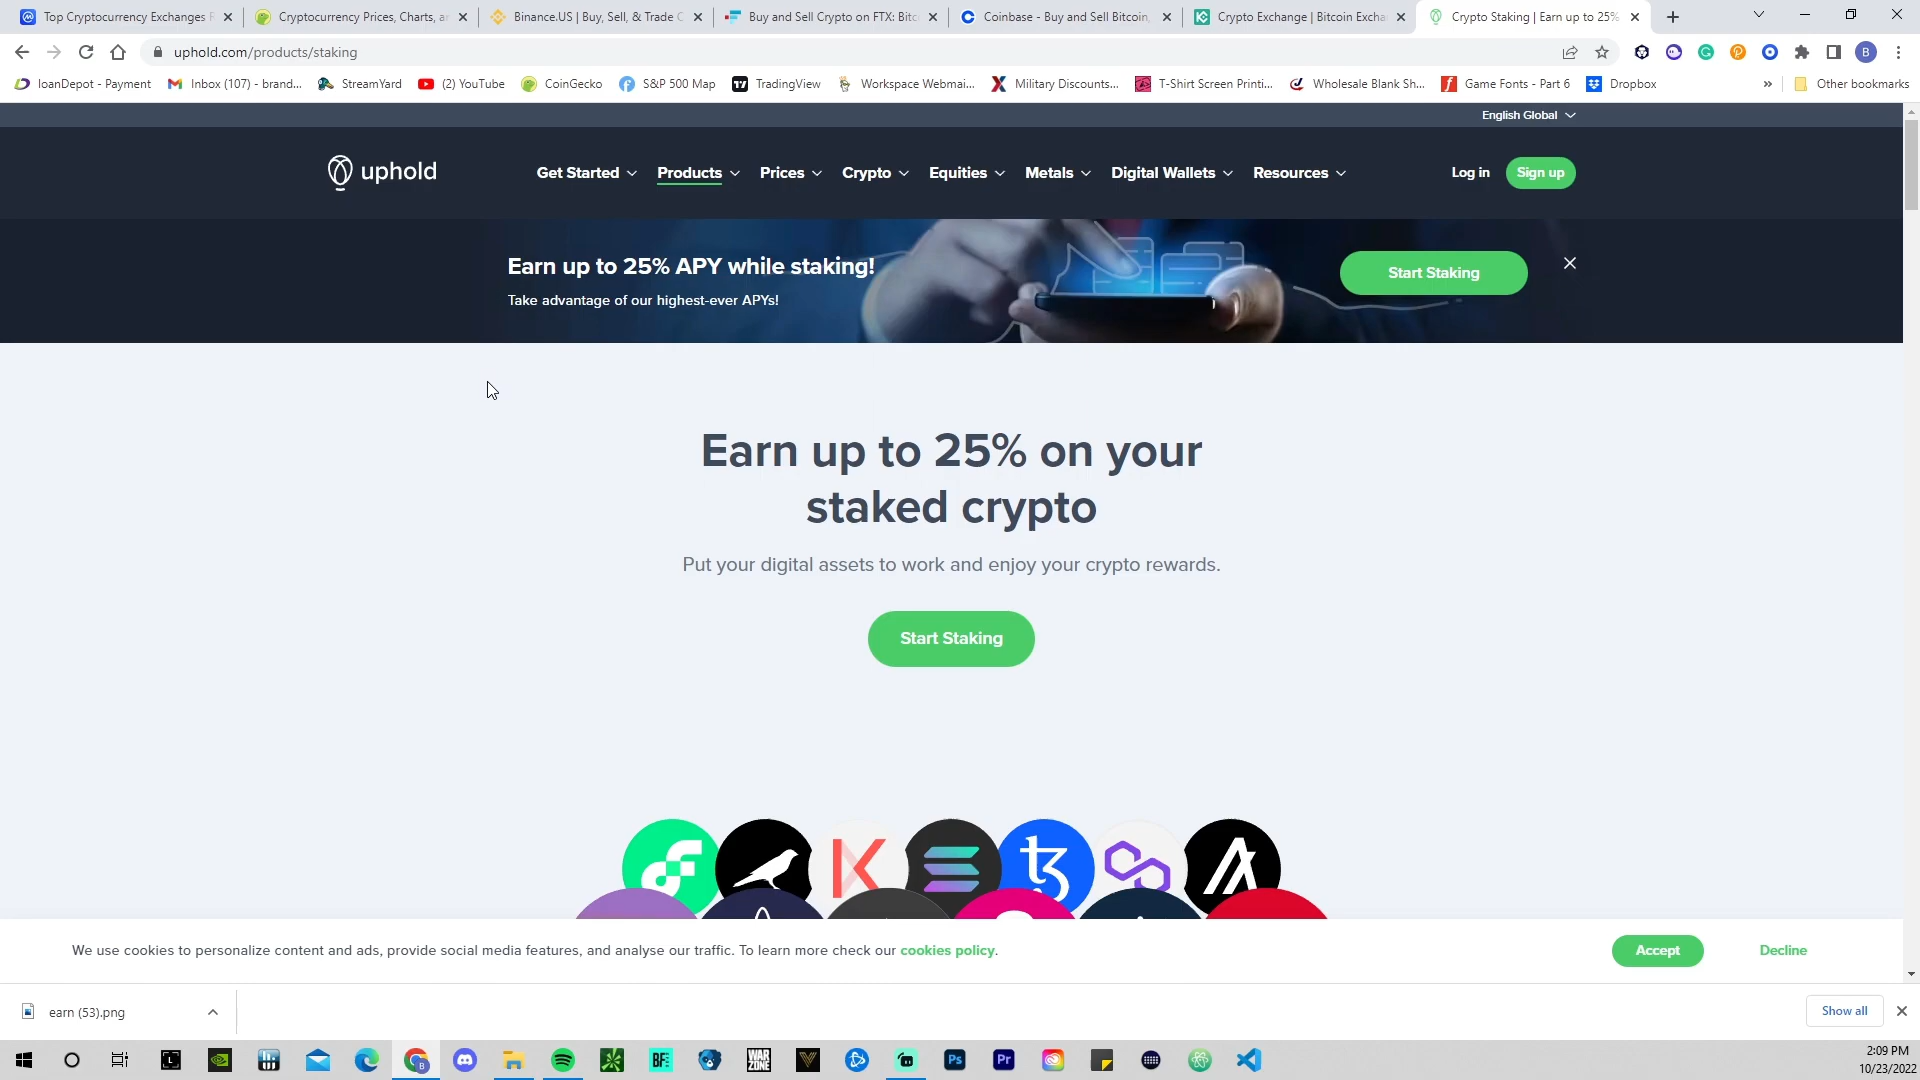 Top Cryptocurrency Exchanges
Cryptocurrency Prices, Charts, a
Binance.US | Buy, Sell, & Trade C
Buy and Sell Crypto on FTX: Bitc
Coinbase - Buy and Sell Bitcoin,
Crypto Exchange | Bitcoin Excha
Crypto Staking | Earn up to 25%
uphold.com/products/staking
B
loanDepot - Payment
Inbox (107) - brand...
StreamYard
(2) YouTube
CoinGecko
S&P 500 Map
TradingView
Workspace Webmai...
Military Discounts...
T-Shirt Screen Printi...
Wholesale Blank Sh...
Game Fonts - Part 6
Dropbox
»
Other bookmarks
English Global
uphold
Get Started
Products
Prices
Crypto
Equities
Metals
Digital Wallets
Resources
Log in
Sign up
Earn up to 25% APY while staking!
Take advantage of our highest-ever APYs!
Start Staking
Earn up to 25% on your
staked crypto
Put your digital assets to work and enjoy your crypto rewards.
Start Staking
We use cookies to personalize content and ads, provide social media features, and analyse our traffic. To learn more check our cookies policy.
Accept
Decline
earn (53).png
Show all
BF
WAR
ZONE
Ps
Pr
2:09 PM
10/23/2022